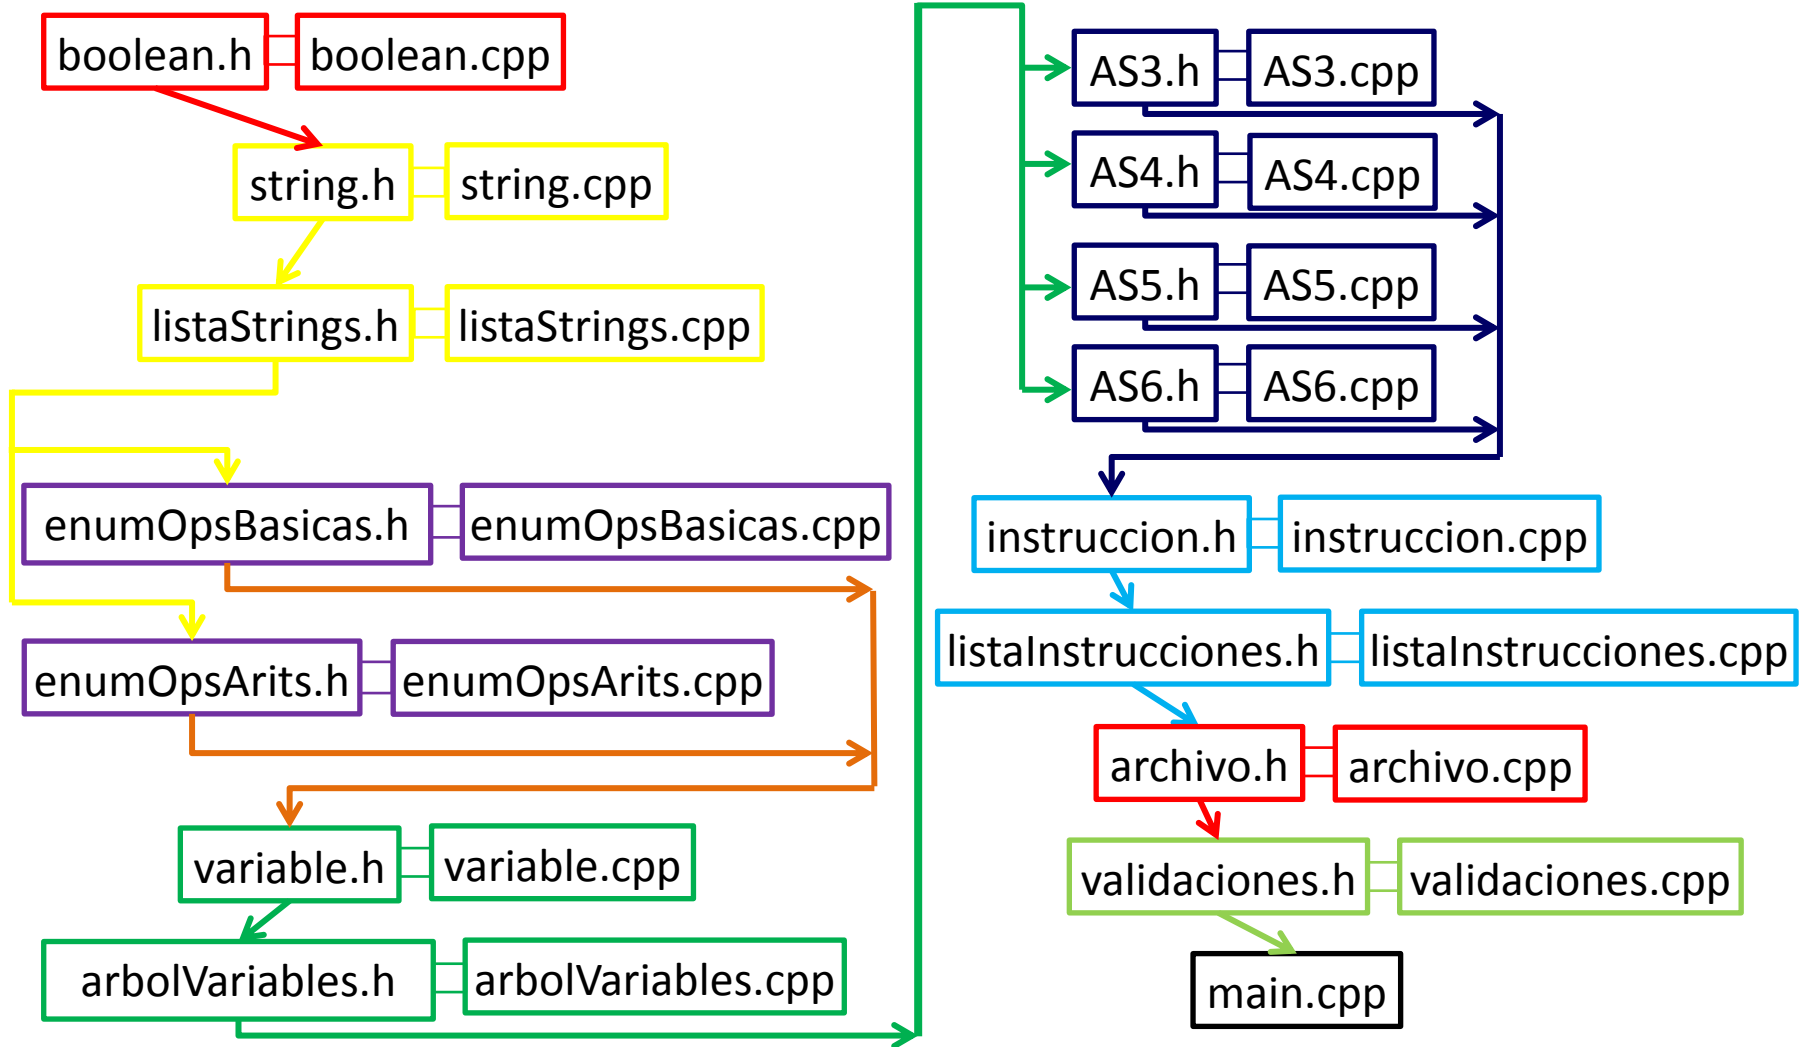 boolean.h
boolean.cpp
string.h
string.cpp
listaStrings.h
listaStrings.cpp
enumOpsBasicas.h
enumOpsBasicas.cpp
enumOpsArits.h
enumOpsArits.cpp
variable.h
variable.cpp
arbolVariables.h
arbolVariables.cpp
AS3.h
AS3.cpp
AS4.h
AS4.cpp
AS5.h
AS5.cpp
AS6.h
AS6.cpp
instruccion.h
instruccion.cpp
listaInstrucciones.h
listaInstrucciones.cpp
archivo.h
archivo.cpp
validaciones.h
validaciones.cpp
main.cpp